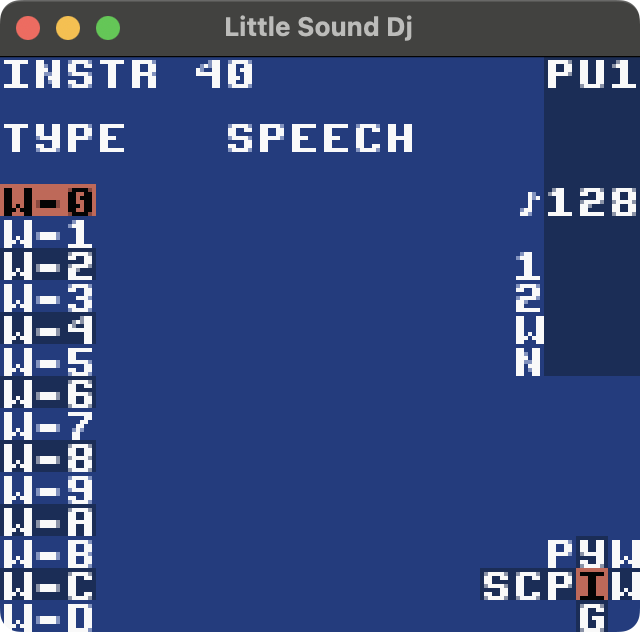 Little Sound Dj
INSTR 40 PU1
TYPE SPEECH
W-0 ♪128
W-1
W-2 1
W-3 2
W-4 W
W-5 N
W-6
W-7
W-8
W-9
W-A
W-B PYW
W-C SCPIW
W-D G